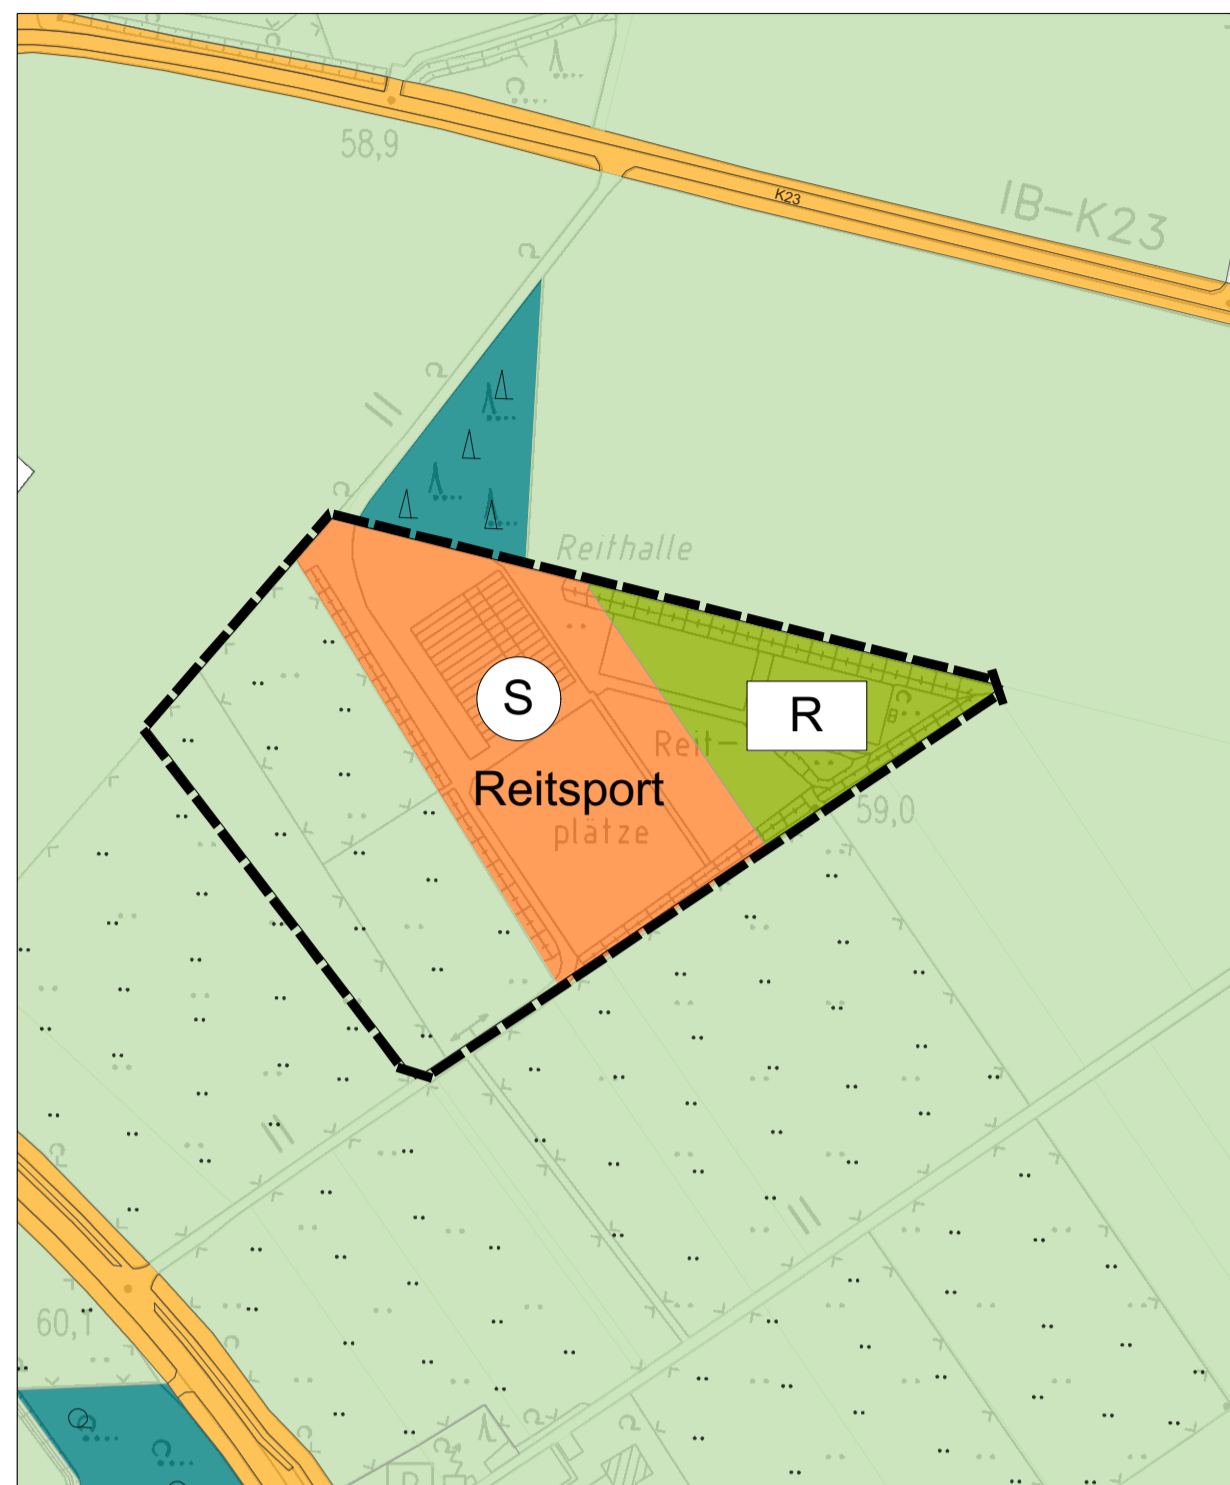 58,9
K23
IB-K23
Reithalle
S
R
Reit-
Reitsport
plätze
59,0
60,1